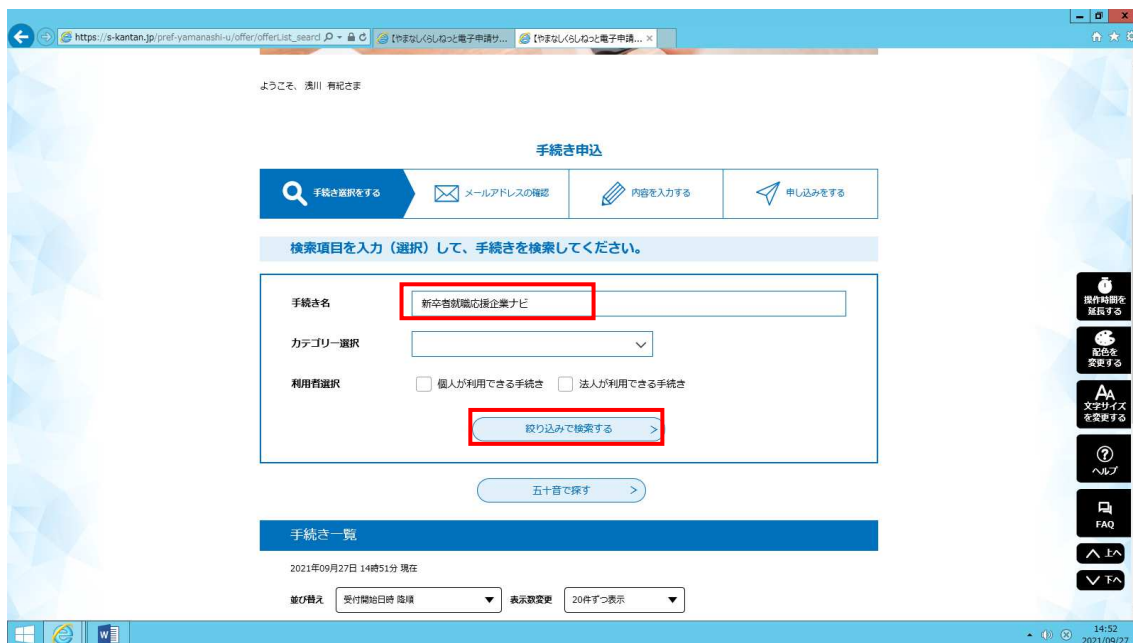 https://s-kantan.jp/pref-yamanashi-u/offer/offerList_seard
【やまなしくらしねっと電子申請サ...
【やまなしくらしねっと電子申請...
ようこそ、浅川 有紀さま
手続き申込
手続き選択をする
メールアドレスの確認
内容を入力する
申し込みをする
検索項目を入力（選択）して、手続きを検索してください。
手続き名 新卒者就職応援企業ナビ
カテゴリー選択
利用者選択 個人が利用できる手続き 法人が利用できる手続き
絞り込みで検索する >
五十音で探す >
手続き一覧
2021年09月27日 14時51分 現在
並び替え 受付開始日時 降順 表示数変更 20件ずつ表示
操作時間を
延長する
配色を
変更する
AA
文字サイズ
を変更する
ヘルプ
FAQ
上へ
下へ
14:52
2021/09/27